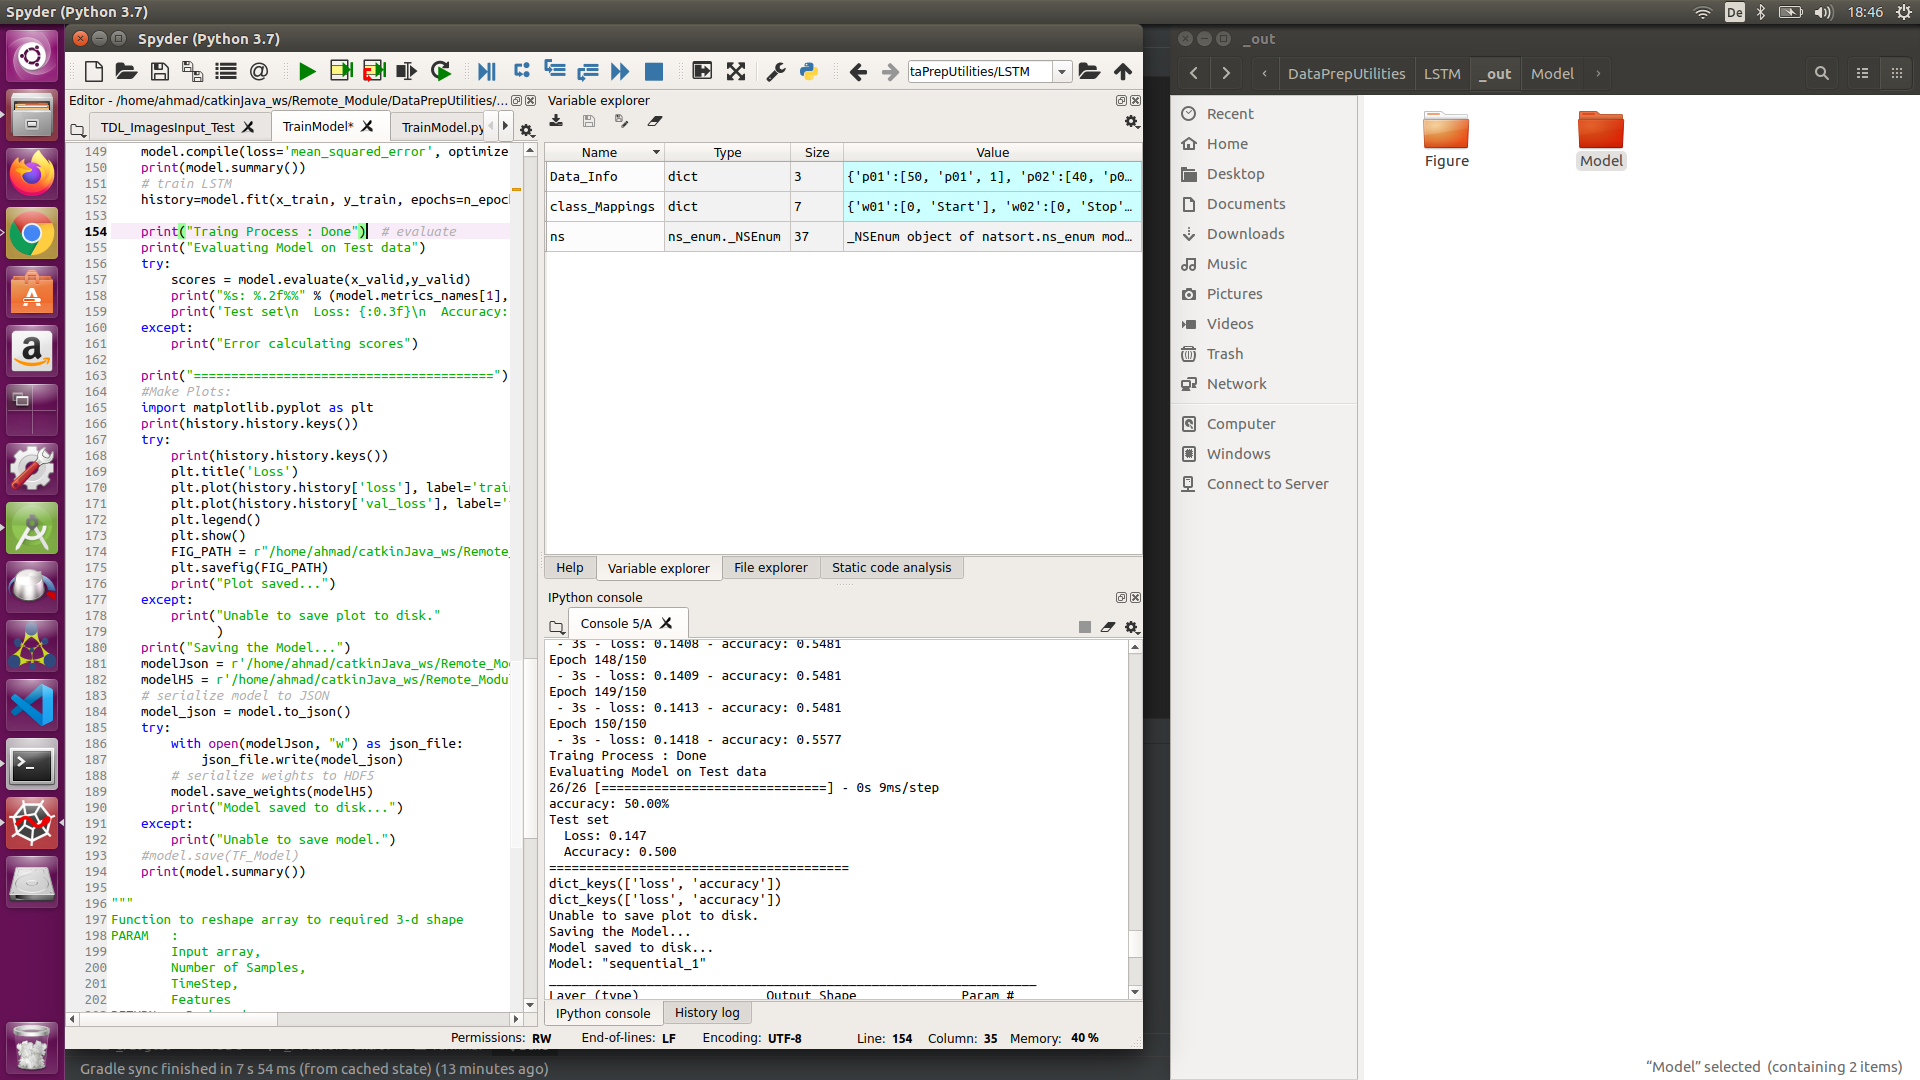 Spyder (Python 3.7)
De
18:46
Spyder (Python 3.7)
_out
taPrepUtilities/LSTM
DataPrepUtilities
LSTM
_out
Model
Editor - /home/ahmad/catkinJava_ws/Remote_Module/DataPrepUtilities/...
TDL_ImagesInput_Test
TrainModel*
TrainModel.py
149 model.compile(loss='mean_squared_error', optimize
150 print(model.summary())
151 # train LSTM
152 history=model.fit(x_train, y_train, epochs=n_epoc
153
154 print("Traing Process : Done") # evaluate
155 print("Evaluating Model on Test data")
156 try:
157 scores = model.evaluate(x_valid,y_valid)
158 print("%s: %.2f%%" % (model.metrics_names[1],
159 print('Test set\n  Loss: {:0.3f}\n  Accuracy:
160 except:
161 print("Error calculating scores")
162
163 print("========================================")
164 #Make Plots:
165 import matplotlib.pyplot as plt
166 print(history.history.keys())
167 try:
168 print(history.history.keys())
169 plt.title('Loss')
170 plt.plot(history.history['loss'], label='trai
171 plt.plot(history.history['val_loss'], label='
172 plt.legend()
173 plt.show()
174 FIG_PATH = r"/home/ahmad/catkinJava_ws/Remote_
175 plt.savefig(FIG_PATH)
176 print("Plot saved...")
177 except:
178 print("Unable to save plot to disk."
179 )
180 print("Saving the Model...")
181 modelJson = r'/home/ahmad/catkinJava_ws/Remote_Mo
182 modelH5 = r'/home/ahmad/catkinJava_ws/Remote_Modul
183 # serialize model to JSON
184 model_json = model.to_json()
185 try:
186 with open(modelJson, "w") as json_file:
187 json_file.write(model_json)
188 # serialize weights to HDF5
189 model.save_weights(modelH5)
190 print("Model saved to disk...")
191 except:
192 print("Unable to save model.")
193 #model.save(TF_Model)
194 print(model.summary())
195
196 """
197 Function to reshape array to required 3-d shape
198 PARAM :
199 Input array,
200 Number of Samples,
201 TimeStep,
202 Features
Permissions: RW End-of-lines: LF Encoding: UTF-8 Line: 154 Column: 35 Memory: 40 %
Variable explorer
Name Type Size Value
Data_Info dict 3 {'p01':[50, 'p01', 1], 'p02':[40, 'p0...
class_Mappings dict 7 {'w01':[0, 'Start'], 'w02':[0, 'Stop'...
ns ns_enum._NSEnum 37 _NSEnum object of natsort.ns_enum mod...
Help
Variable explorer
File explorer
Static code analysis
IPython console
Console 5/A
- 3s - loss: 0.1408 - accuracy: 0.5481
Epoch 148/150
- 3s - loss: 0.1409 - accuracy: 0.5481
Epoch 149/150
- 3s - loss: 0.1413 - accuracy: 0.5481
Epoch 150/150
- 3s - loss: 0.1418 - accuracy: 0.5577
Traing Process : Done
Evaluating Model on Test data
26/26 [==============================] - 0s 9ms/step
accuracy: 50.00%
Test set
Loss: 0.147
Accuracy: 0.500
========================================
dict_keys(['loss', 'accuracy'])
dict_keys(['loss', 'accuracy'])
Unable to save plot to disk.
Saving the Model...
Model saved to disk...
Model: "sequential_1"
Layer (type) Output Shape Param #
IPython console
History log
Recent
Home
Desktop
Documents
Downloads
Music
Pictures
Videos
Trash
Network
Computer
Windows
Connect to Server
Figure
Model
"Model" selected (containing 2 items)
Gradle sync finished in 7 s 54 ms (from cached state) (13 minutes ago)